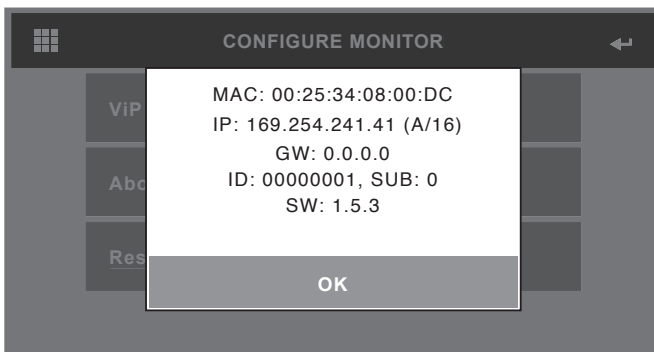 CONFIGURE MONITOR
ViP
MAC: 00:25:34:08:00:DC
IP: 169.254.241.41 (A/16)
GW: 0.0.0.0
Abo
ID: 00000001, SUB: 0
SW: 1.5.3
Res
OK